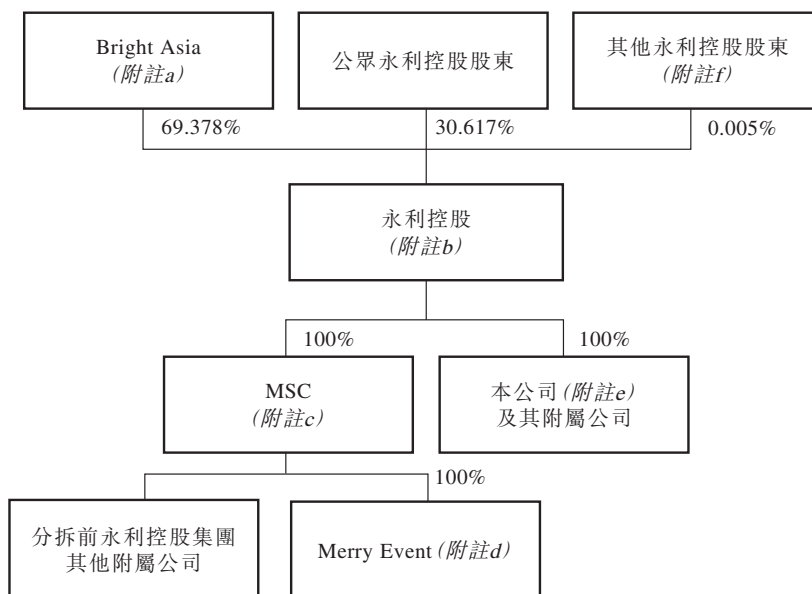 Bright Asia
(附註a)
公眾永利控股股東
其他永利控股股東
(附註f)
69.378%
30.617%
0.005%
永利控股
(附註b)
100%
100%
MSC
(附註c)
本公司(附註e)
及其附屬公司
100%
分拆前永利控股集團
其他附屬公司
Merry Event (附註d)